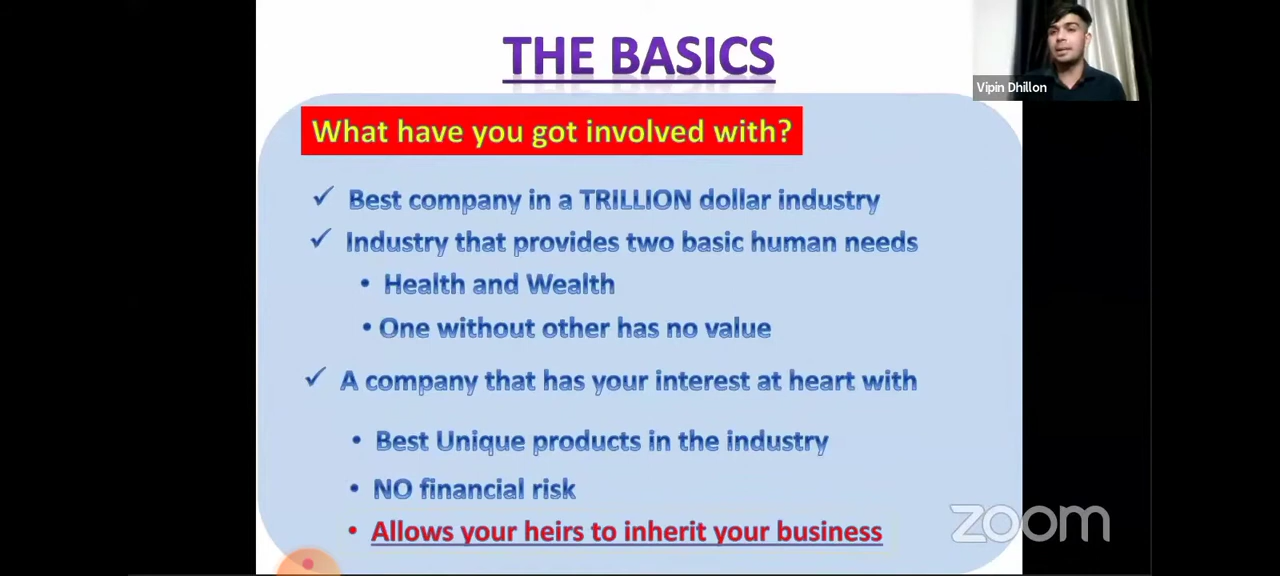 THE BASICS
Vipin Dhillon
What have you got involved with?
✓ Best company in a TRILLION dollar industry
✓ Industry that provides two basic human needs
• Health and Wealth
• One without other has no value
✓ A company that has your interest at heart with
• Best Unique products in the industry
• NO financial risk
• Allows your heirs to inherit your business
zoom